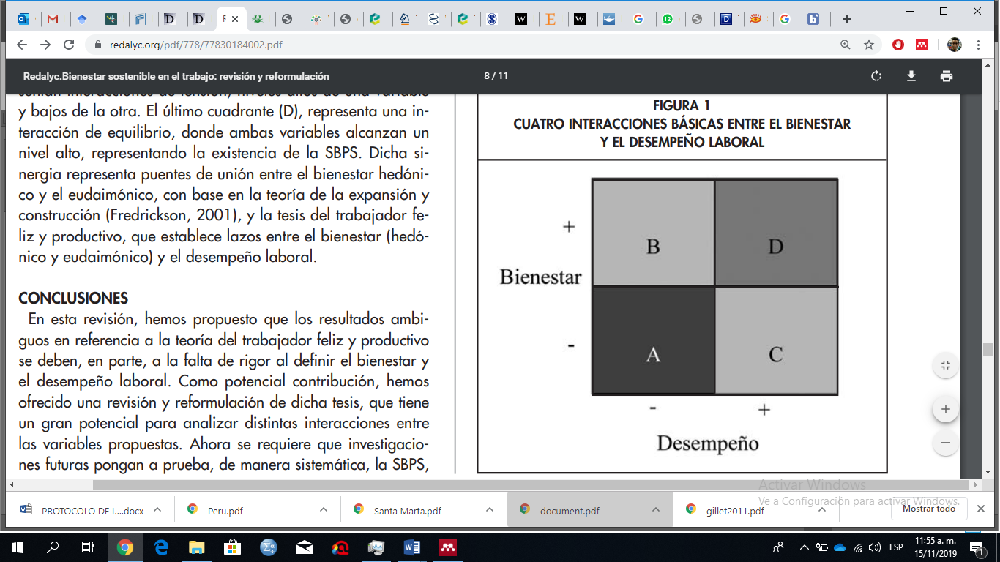 redalyc.org/pdf/778/77830184002.pdf
Redalyc.Bienestar sostenible en el trabajo: revisión y reformulación
8 / 11
y bajos de la otra. El último cuadrante (D), representa una in-
teracción de equilibrio, donde ambas variables alcanzan un
nivel alto, representando la existencia de la SBPS. Dicha si-
nergia representa puentes de unión entre el bienestar hedóni-
co y el eudaimónico, con base en la teoría de la expansión y
construcción (Fredrickson, 2001), y la tesis del trabajador fe-
liz y productivo, que establece lazos entre el bienestar (hedó-
nico y eudaimónico) y el desempeño laboral.
CONCLUSIONES
En esta revisión, hemos propuesto que los resultados ambi-
guos en referencia a la teoría del trabajador feliz y productivo
se deben, en parte, a la falta de rigor al definir el bienestar y
el desempeño laboral. Como potencial contribución, hemos
ofrecido una revisión y reformulación de dicha tesis, que tiene
un gran potencial para analizar distintas interacciones entre
las variables propuestas. Ahora se requiere que investigacio-
nes futuras pongan a prueba, de manera sistemática, la SBPS,
FIGURA 1
CUATRO INTERACCIONES BÁSICAS ENTRE EL BIENESTAR
Y EL DESEMPEÑO LABORAL
+
B
D
Bienestar
-
A
C
-
+
Desempeño
Activar Windows
Ve a Configuración para activar Windows.
PROTOCOLO DE I....docx
Peru.pdf
Santa Marta.pdf
document.pdf
gillet2011.pdf
Mostrar todo
ESP
11:55 a. m.
15/11/2019